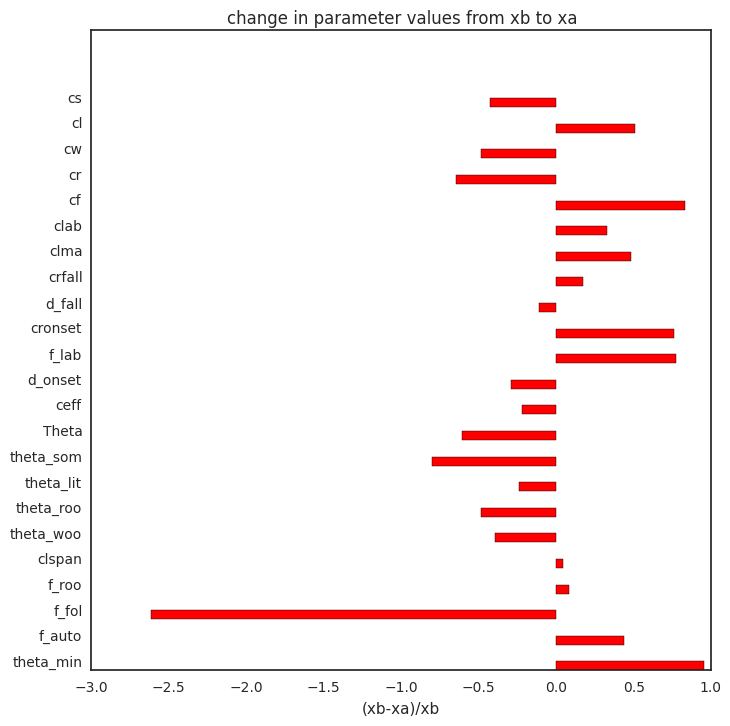 change in parameter values from xb to xa
cs
cl
cw
cr
cf
clab
clma
crfall
d_fall
cronset
f_lab
d_onset
ceff
Theta
theta_som
theta_lit
theta_roo
theta_woo
clspan
f_roo
f_fol
f_auto
theta_min
−3.0 −2.5 −2.0 −1.5 −1.0 −0.5 0.0 0.5 1.0
(xb-xa)/xb